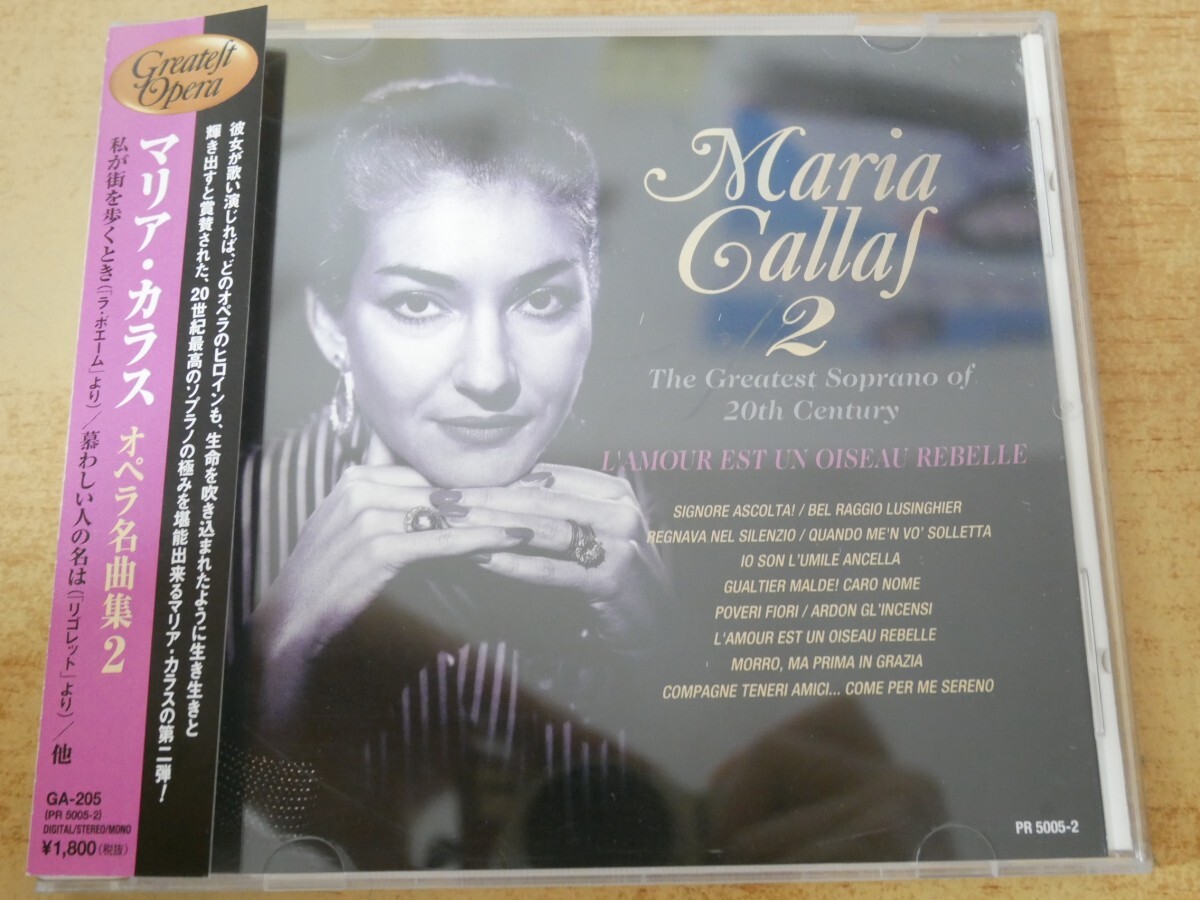 Greatest
Opera
マリア・カラス オペラ名曲集2
私が街を歩くとき(「ラ・ボエーム」より)/慕わしい人の名は(「リゴレット」より)/他
GA-205
(PR 5005-2)
DIGITAL/STEREO/MONO
¥1,800(税抜)
彼女が歌い演じれば、どのオペラのヒロインも、生命を吹き込まれたように生き生きと
輝き出すと賞賛された、20世紀最高のソプラノの極みを堪能出来るマリア・カラスの第二弾!
Maria
Callas
2
The Greatest Soprano of
20th Century
L'AMOUR EST UN OISEAU REBELLE
SIGNORE ASCOLTA! / BEL RAGGIO LUSINGHIER
REGNAVA NEL SILENZIO / QUANDO ME'N VO' SOLLETTA
IO SON L'UMILE ANCELLA
GUALTIER MALDE! CARO NOME
POVERI FIORI / ARDON GL'INCENSI
L'AMOUR EST UN OISEAU REBELLE
MORRO, MA PRIMA IN GRAZIA
COMPAGNE TENERI AMICI... COME PER ME SERENO
PR 5005-2